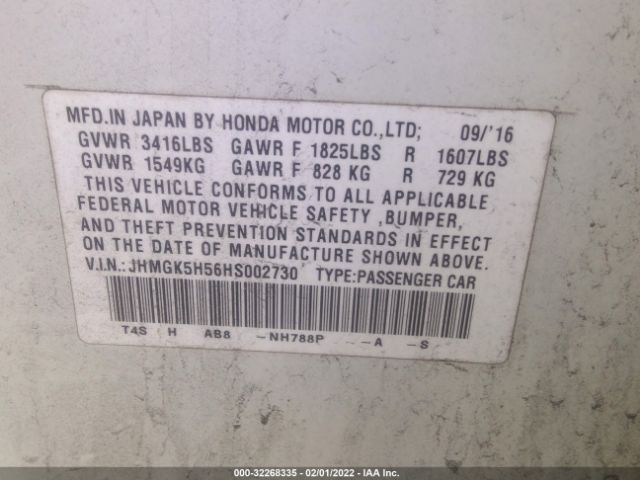 MFD.IN JAPAN BY HONDA MOTOR CO.,LTD; 09/'16
GVWR 3416LBS GAWR F 1825LBS R 1607LBS
GVWR 1549KG GAWR F 828 KG R 729 KG
THIS VEHICLE CONFORMS TO ALL APPLICABLE
FEDERAL MOTOR VEHICLE SAFETY ,BUMPER,
AND THEFT PREVENTION STANDARDS IN EFFECT
ON THE DATE OF MANUFACTURE SHOWN ABOVE.
V.I.N.: JHMGK5H56HS002730 TYPE:PASSENGER CAR
T4S H AB8 -NH788P --A -S
000-32268335 - 02/01/2022 - IAA Inc.